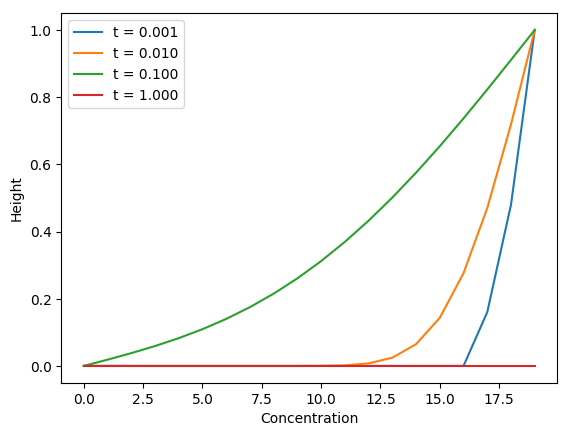 t = 0.001
t = 0.010
t = 0.100
t = 1.000
1.0
0.8
0.6
0.4
0.2
0.0
Height
0.0 2.5 5.0 7.5 10.0 12.5 15.0 17.5
Concentration